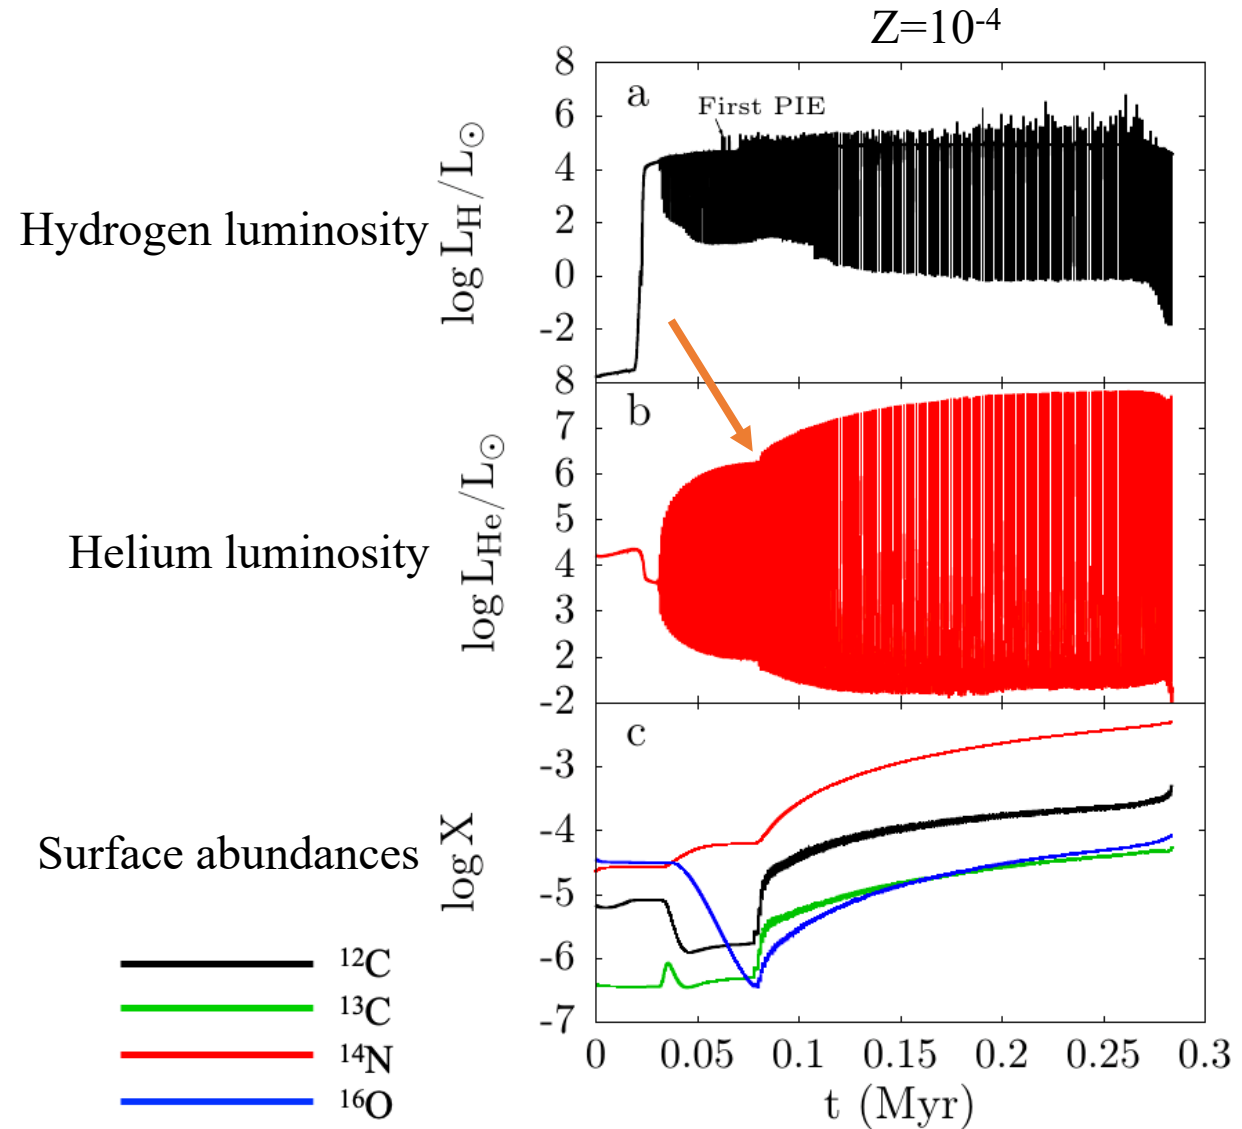 Z=10-4
8
a
First PIE
6
4
2
0
-2
8
Hydrogen luminosity
log LH/L⊙
b
7
6
5
4
3
2
-2
Helium luminosity
log LHe/L⊙
c
-3
-4
-5
-6
-7
Surface abundances
log X
12C
13C
14N
16O
0 0.05 0.1 0.15 0.2 0.25 0.3
t (Myr)